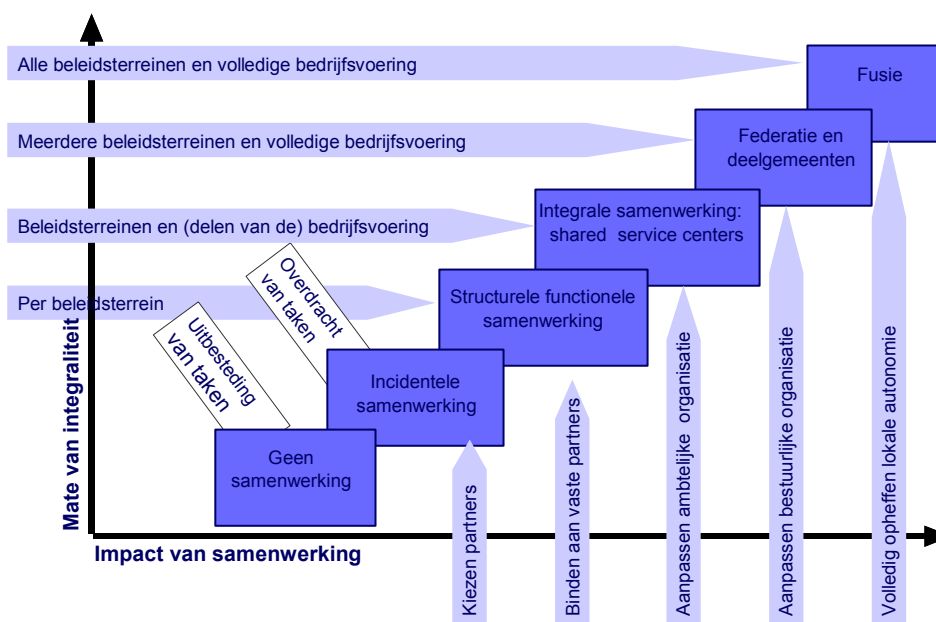 Alle beleidsterreinen en volledige bedrijfsvoering
Fusie
Meerdere beleidsterreinen en volledige bedrijfsvoering
Federatie en
deelgemeenten
Beleidsterreinen en (delen van de) bedrijfsvoering
Integrale samenwerking:
shared service centers
Per beleidsterrein
Structurele functionele
samenwerking
Overdracht
van taken
Uitbesteding
van taken
Incidentele
samenwerking
Geen
samenwerking
Mate van integraliteit
Impact van samenwerking
Kiezen partners
Binden aan vaste partners
Aanpassen ambtelijke organisatie
Aanpassen bestuurlijke organisatie
Volledig opheffen lokale autonomie